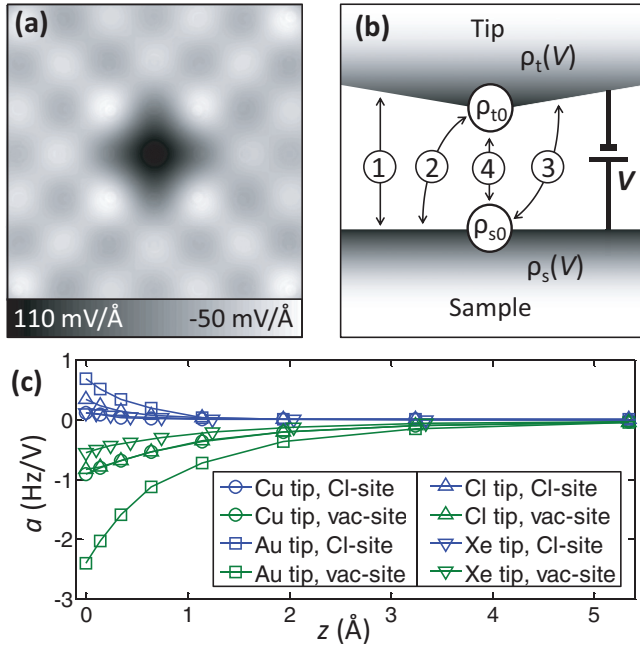 (a)
110 mV/Å -50 mV/Å
(b)
Tip
ρt(V)
ρt0
1 2 4 3
V
ρs0
ρs(V)
Sample
(c)
1
0
-1
-2
-3
a (Hz/V)
Cu tip, Cl-site
Cu tip, vac-site
Au tip, Cl-site
Au tip, vac-site
Cl tip, Cl-site
Cl tip, vac-site
Xe tip, Cl-site
Xe tip, vac-site
0 1 2 3 4 5
z (Å)